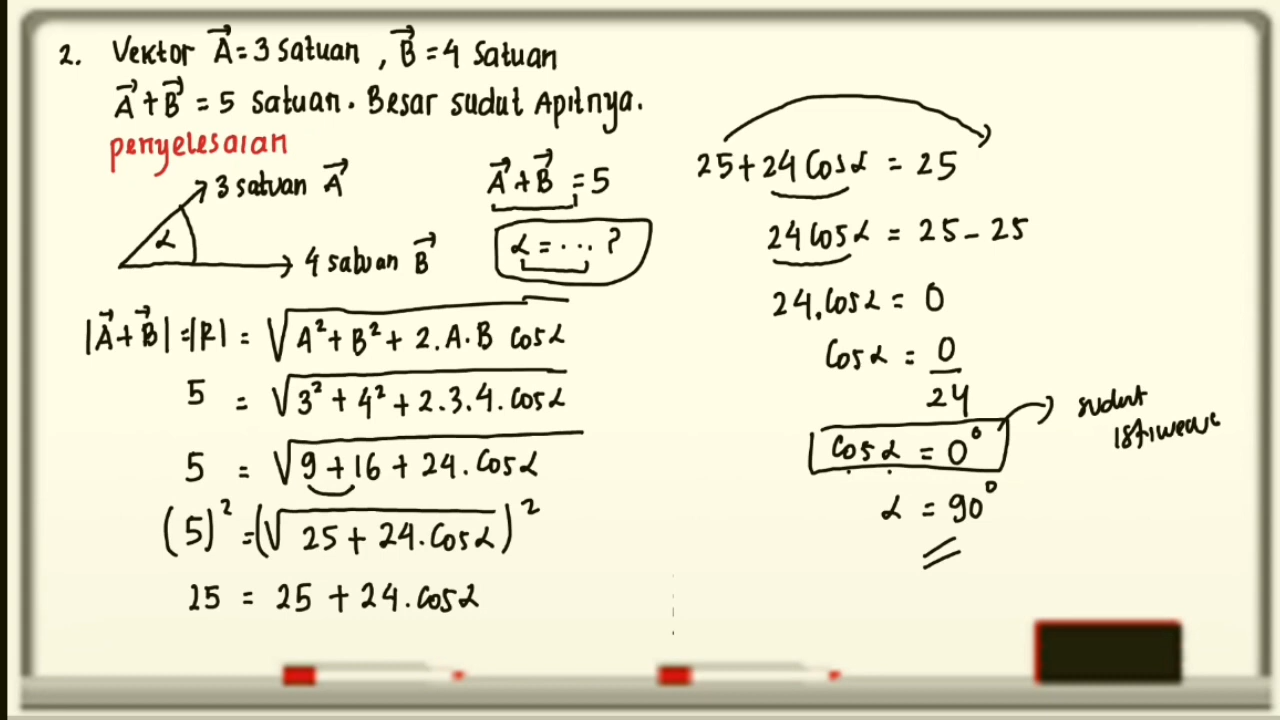 2. Vektor A⃗ = 3 satuan , B⃗ = 4 satuan
A⃗ + B⃗ = 5 satuan. Besar sudut Apitnya.
penyelesaian
3 satuan A⃗
α
4 satuan B⃗
A⃗ + B⃗ = 5
α = ... ?
|A⃗ + B⃗| = |R| = √(A² + B² + 2.A.B cos α)
5 = √(3² + 4² + 2.3.4. cos α)
5 = √(9 + 16 + 24. cos α)
(5)² = (√(25 + 24. cos α))²
25 = 25 + 24. cos α
25 + 24 cos α = 25
24 cos α = 25 - 25
24. cos α = 0
cos α = 0/24
cos α = 0°
sudut
istimewa
α = 90°